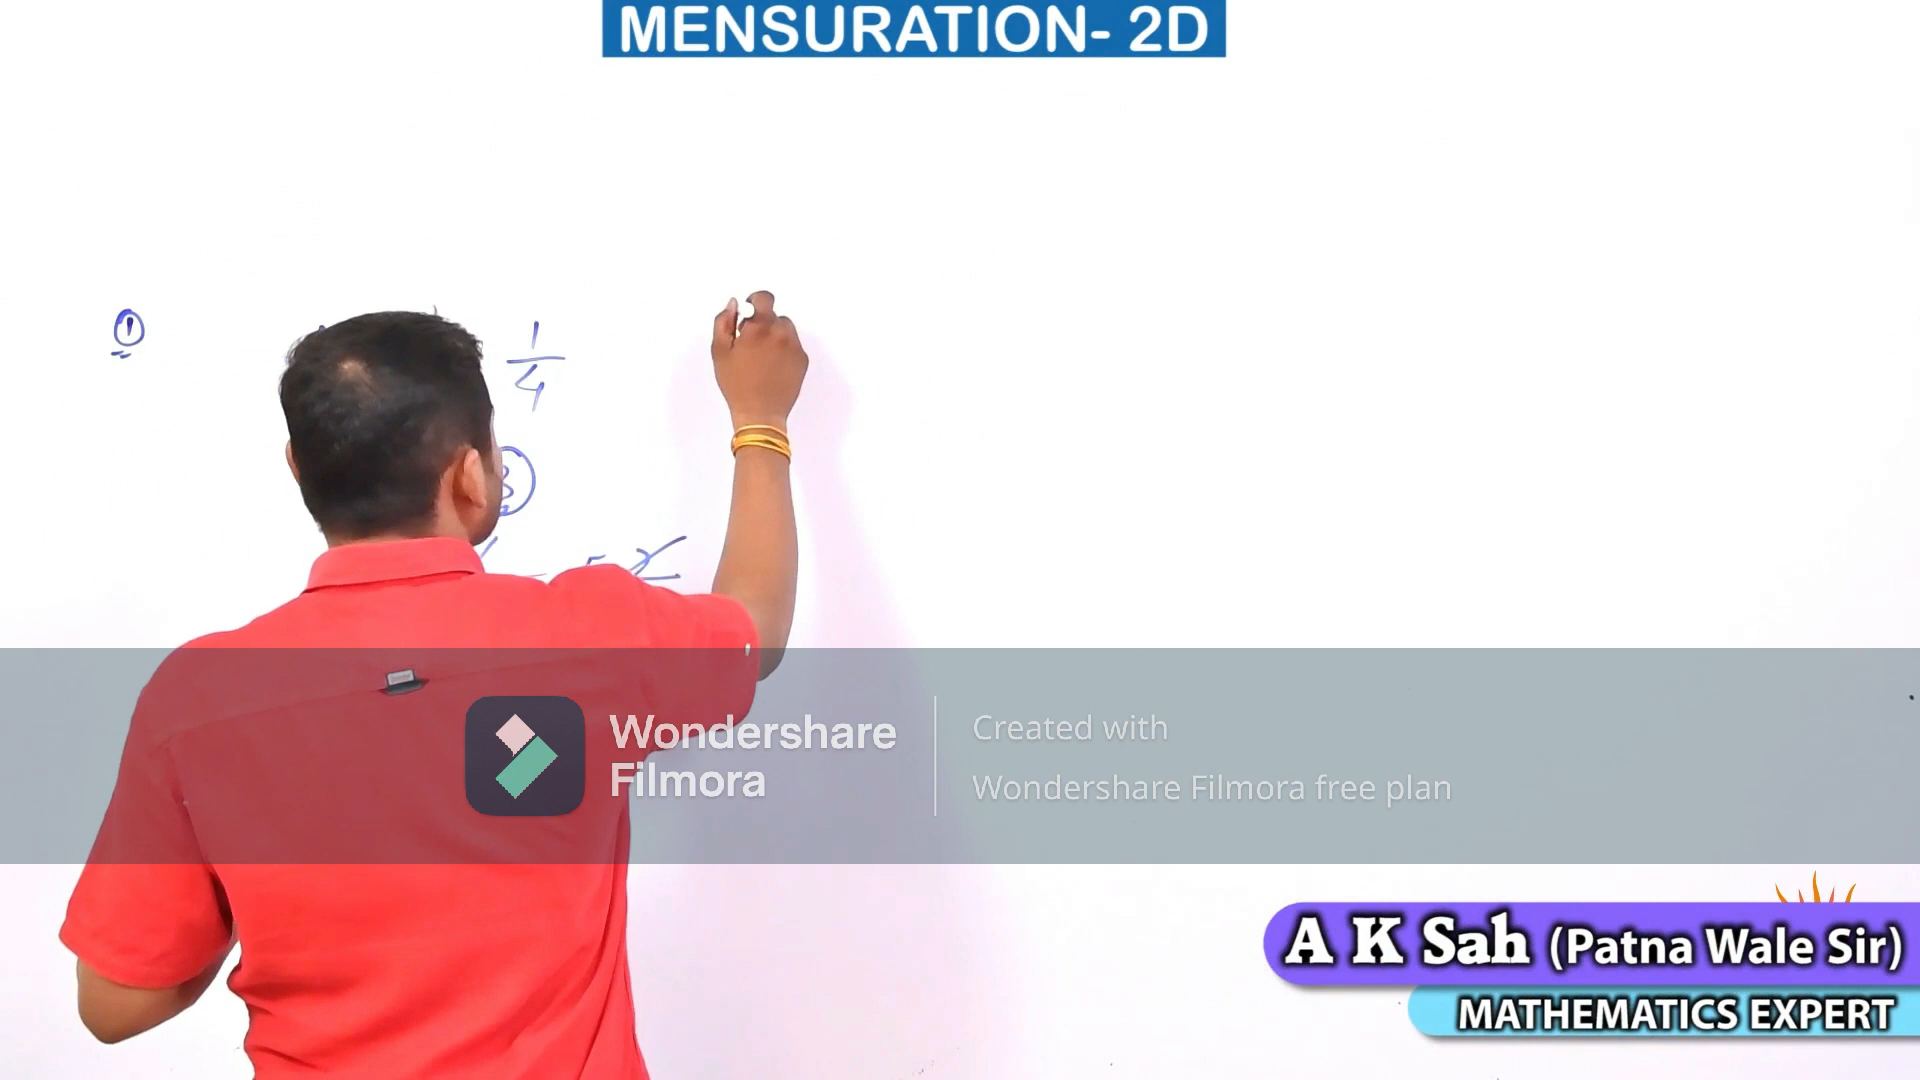 MENSURATION- 2D
1
1
4
Wondershare
Filmora
Created with
Wondershare Filmora free plan
A K Sah (Patna Wale Sir)
MATHEMATICS EXPERT